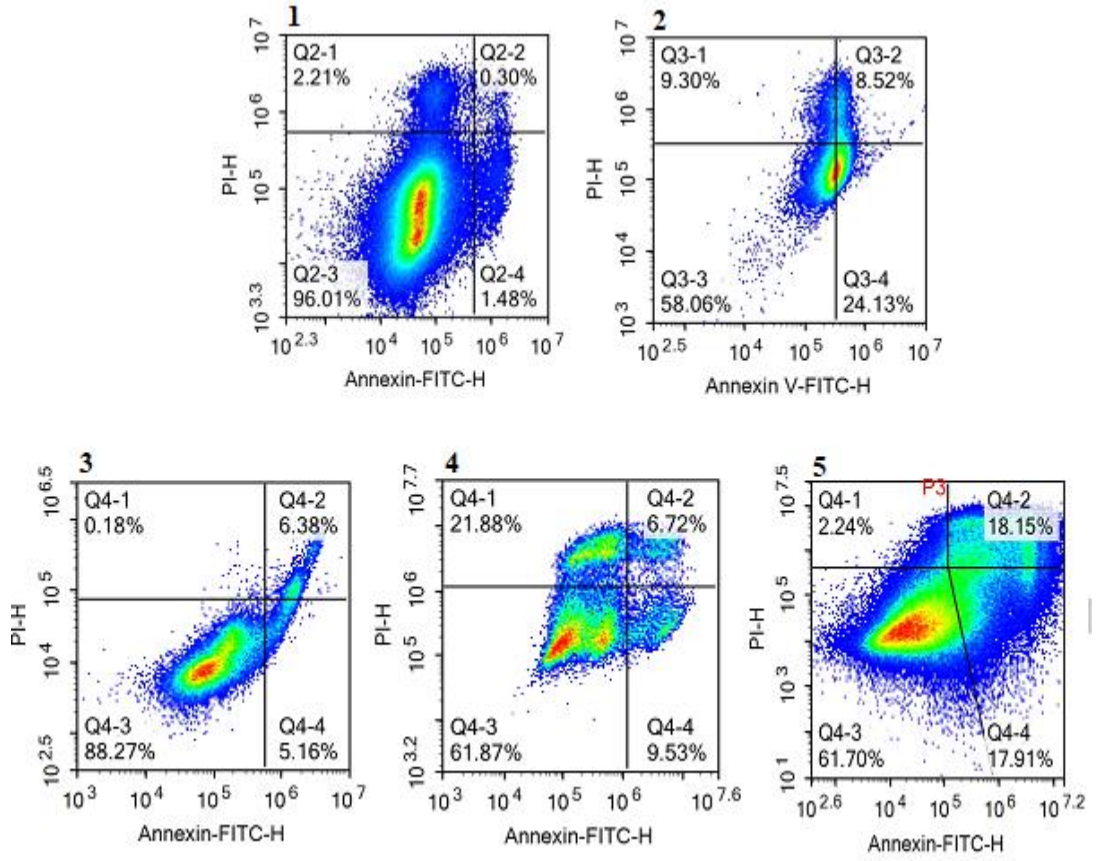 1
10^7
10^6
10^5
10^3.3
PI-H
Q2-1
2.21%
Q2-2
0.30%
Q2-3
96.01%
Q2-4
1.48%
10^2.3 10^4 10^5 10^6 10^7
Annexin-FITC-H
2
10^7
10^6
10^5
10^4
10^3
PI-H
Q3-1
9.30%
Q3-2
8.52%
Q3-3
58.06%
Q3-4
24.13%
10^2.5 10^4 10^5 10^6 10^7
Annexin V-FITC-H
3
10^6.5
10^5
10^4
10^2.5
PI-H
Q4-1
0.18%
Q4-2
6.38%
Q4-3
88.27%
Q4-4
5.16%
10^3 10^4 10^5 10^6 10^7
Annexin-FITC-H
4
10^7.7
10^6
10^5
10^3.2
PI-H
Q4-1
21.88%
Q4-2
6.72%
Q4-3
61.87%
Q4-4
9.53%
10^4 10^5 10^6 10^7.6
Annexin-FITC-H
5
10^7.5
10^5
10^3
10^1
PI-H
P3
Q4-1
2.24%
Q4-2
18.15%
Q4-3
61.70%
Q4-4
17.91%
10^2.6 10^4 10^5 10^6 10^7.2
Annexin-FITC-H